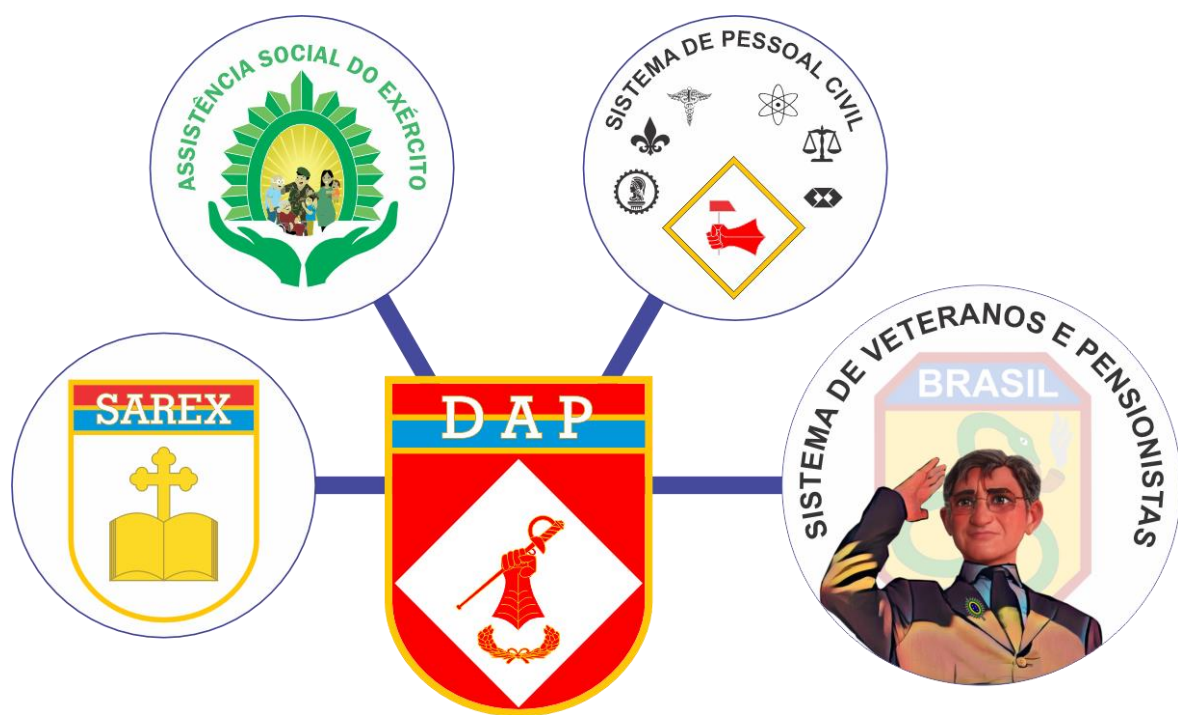 ASSISTÊNCIA SOCIAL DO EXÉRCITO
SISTEMA DE PESSOAL CIVIL
SISTEMA DE VETERANOS E PENSIONISTAS
BRASIL
SAREX
DAP